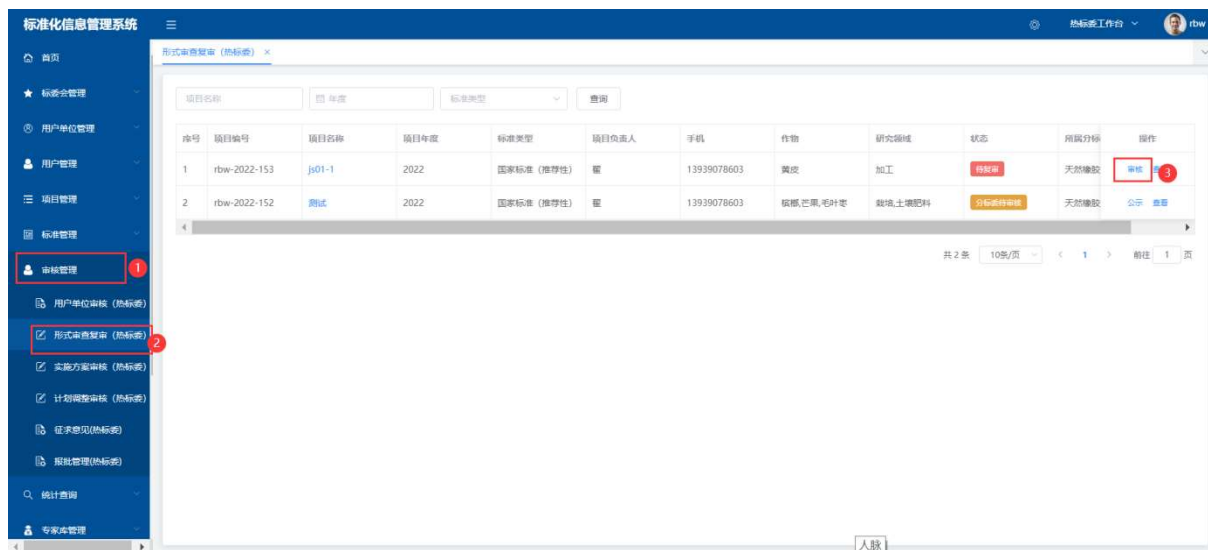 标准化信息管理系统
热标委工作台
rbw
首页
形式审查复审（热标委） ×
标委会管理
项目名称 年度 标准类型 查询
用户单位管理
序号 项目编号 项目名称 项目年度 标准类型 项目负责人 手机 作物 研究领域 状态 所属分标 操作
用户管理
1 rbw-2022-153 js01-1 2022 国家标准（推荐性） 翟 13939078603 黄皮 加工 待复审 天然橡胶 审核 3
项目管理
2 rbw-2022-152 测试 2022 国家标准（推荐性） 翟 13939078603 槟榔,芒果,毛叶枣 栽培,土壤肥料 分标委待审核 天然橡胶 公示 查看
标准管理
共 2 条 10条/页 < 1 > 前往 1 页
审核管理 1
用户单位审核（热标委）
形式审查复审（热标委） 2
实施方案审核（热标委）
计划调整审核（热标委）
征求意见(热标委)
报批管理(热标委)
统计查询
专家库管理
人脉